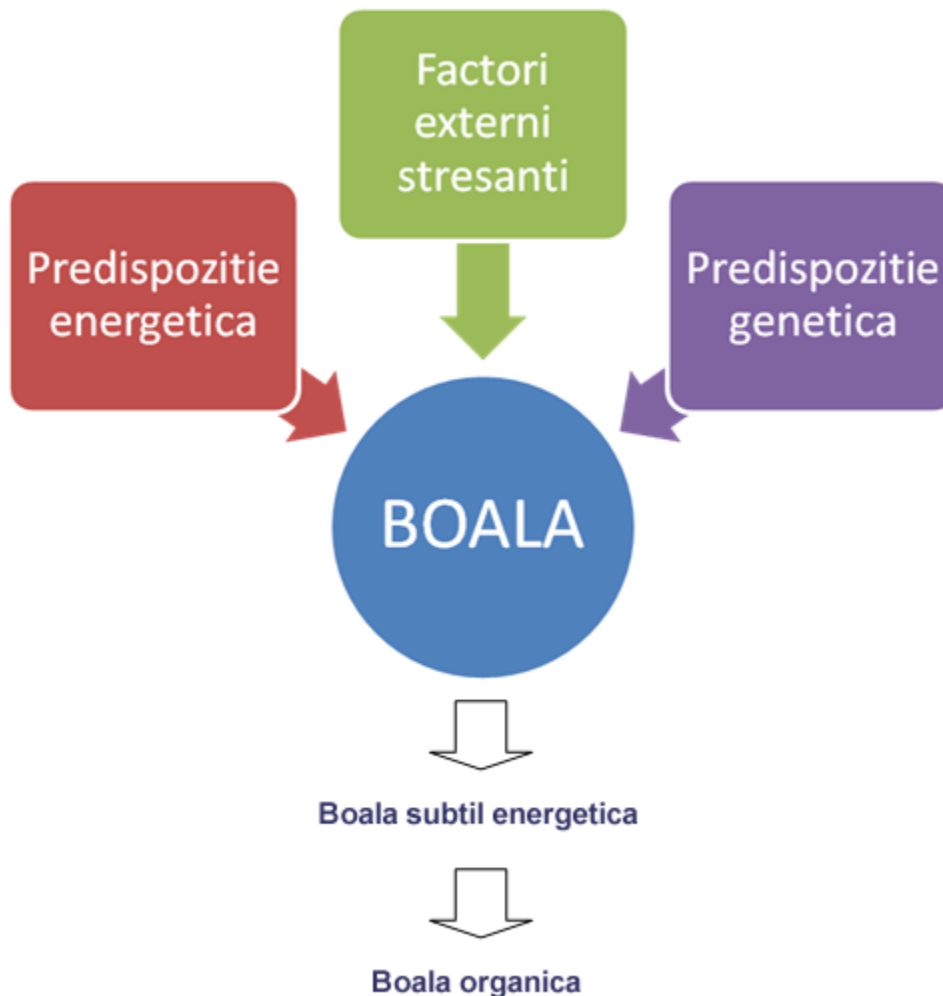 Factori
externi
stresanti
Predispozitie
energetica
Predispozitie
genetica
BOALA
Boala subtil energetica
Boala organica